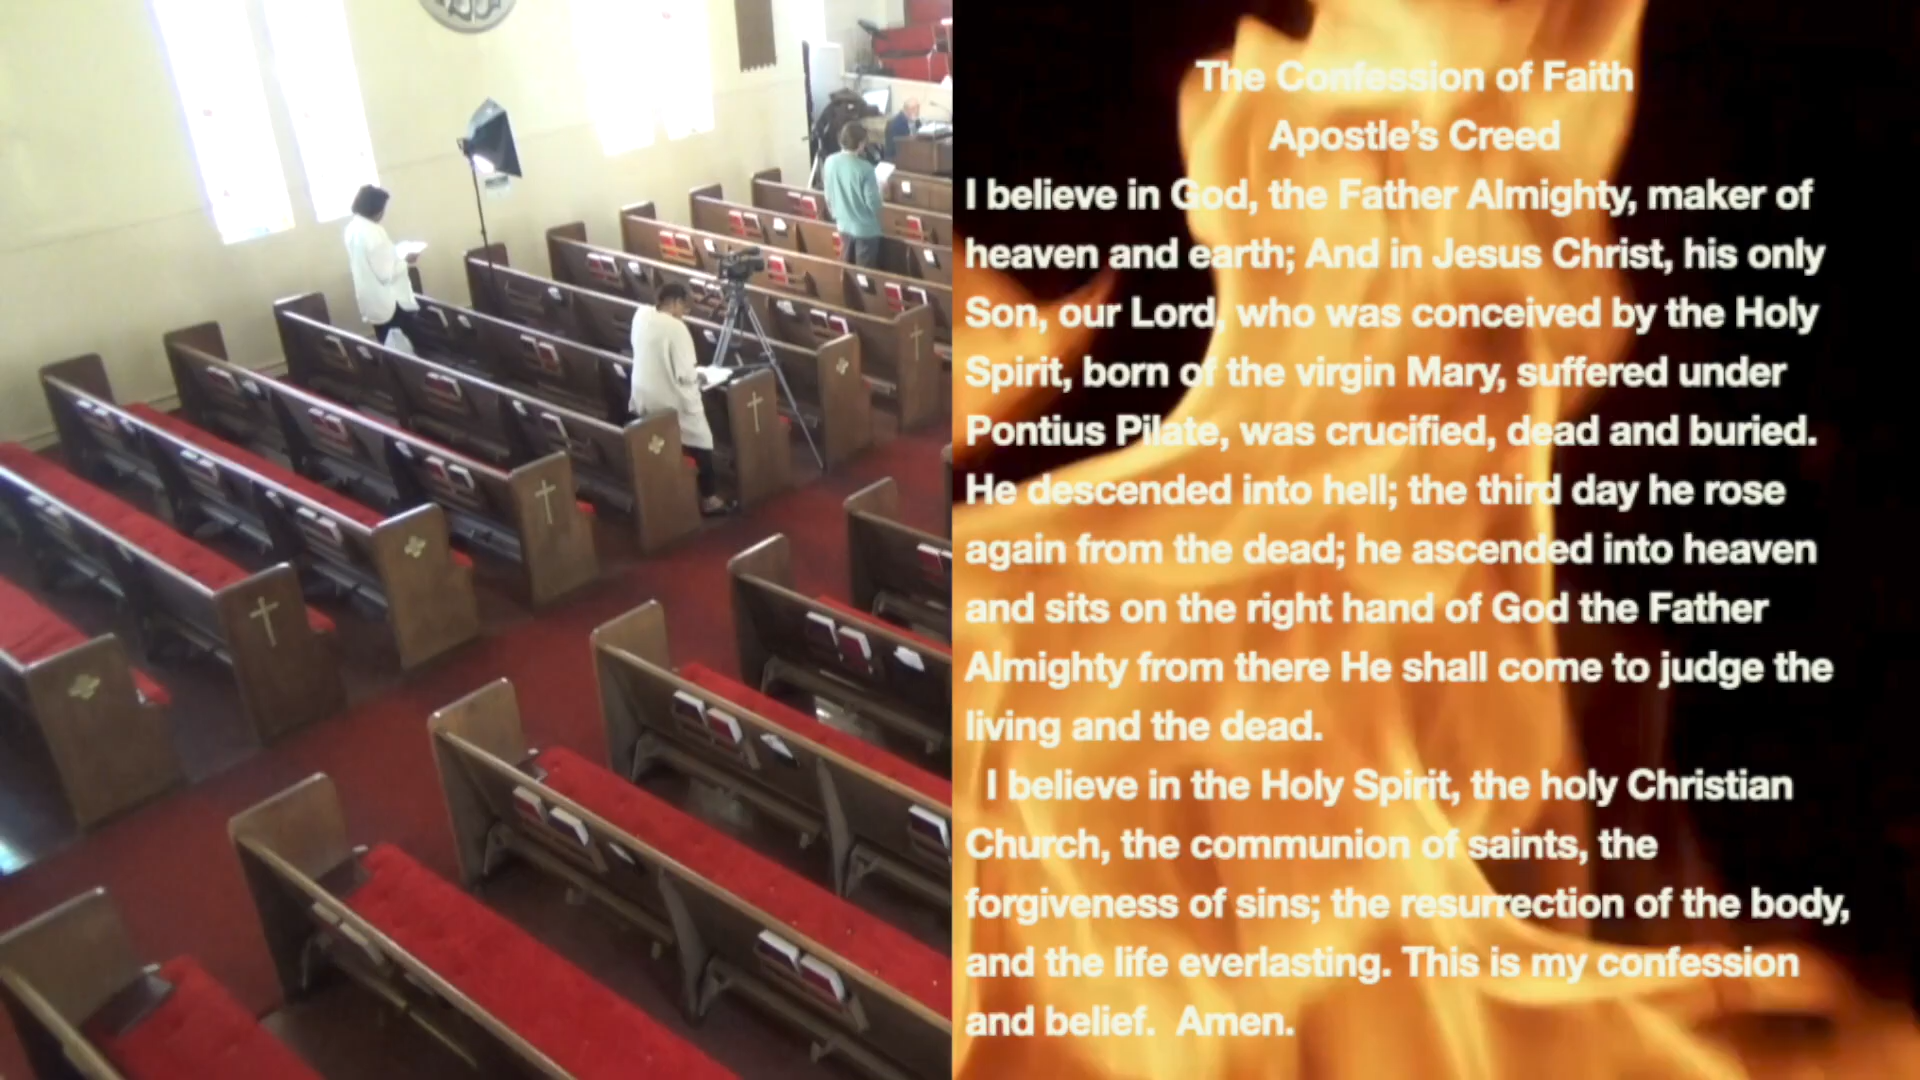 The Confession of Faith
Apostle's Creed
I believe in God, the Father Almighty, maker of
heaven and earth; And in Jesus Christ, his only
Son, our Lord, who was conceived by the Holy
Spirit, born of the virgin Mary, suffered under
Pontius Pilate, was crucified, dead and buried.
He descended into hell; the third day he rose
again from the dead; he ascended into heaven
and sits on the right hand of God the Father
Almighty from there He shall come to judge the
living and the dead.
I believe in the Holy Spirit, the holy Christian
Church, the communion of saints, the
forgiveness of sins; the resurrection of the body,
and the life everlasting. This is my confession
and belief.  Amen.